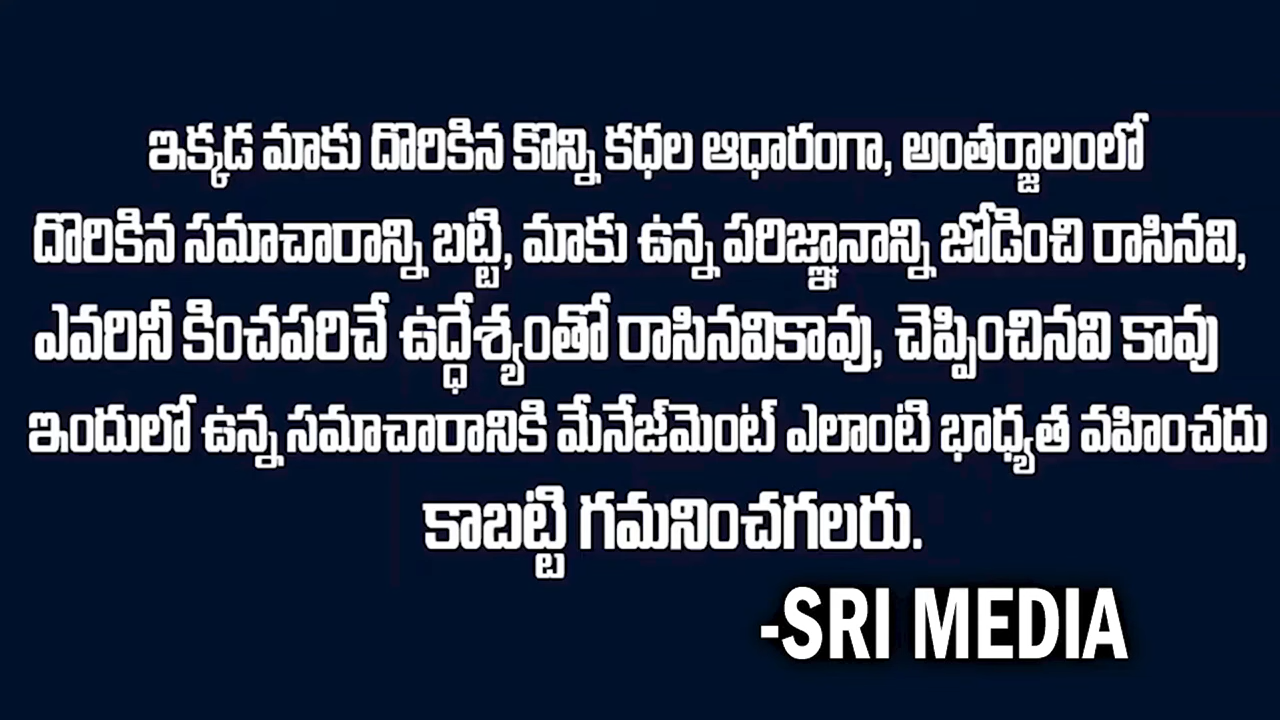 ఇక్కడ మాకు దొరికిన కొన్ని కధల ఆధారంగా, అంతర్జాలంలో
దొరికిన సమాచారాన్ని బట్టి, మాకు ఉన్న పరిజ్ఞానాన్ని జోడించి రాసినవి,
ఎవరినీ కించపరిచే ఉద్ధేశ్యంతో రాసినవికావు, చెప్పించినవి కావు
ఇందులో ఉన్న సమాచారానికి మేనేజ్‌మెంట్ ఎలాంటి భాధ్యత వహించదు
కాబట్టి గమనించగలరు.
-SRI MEDIA